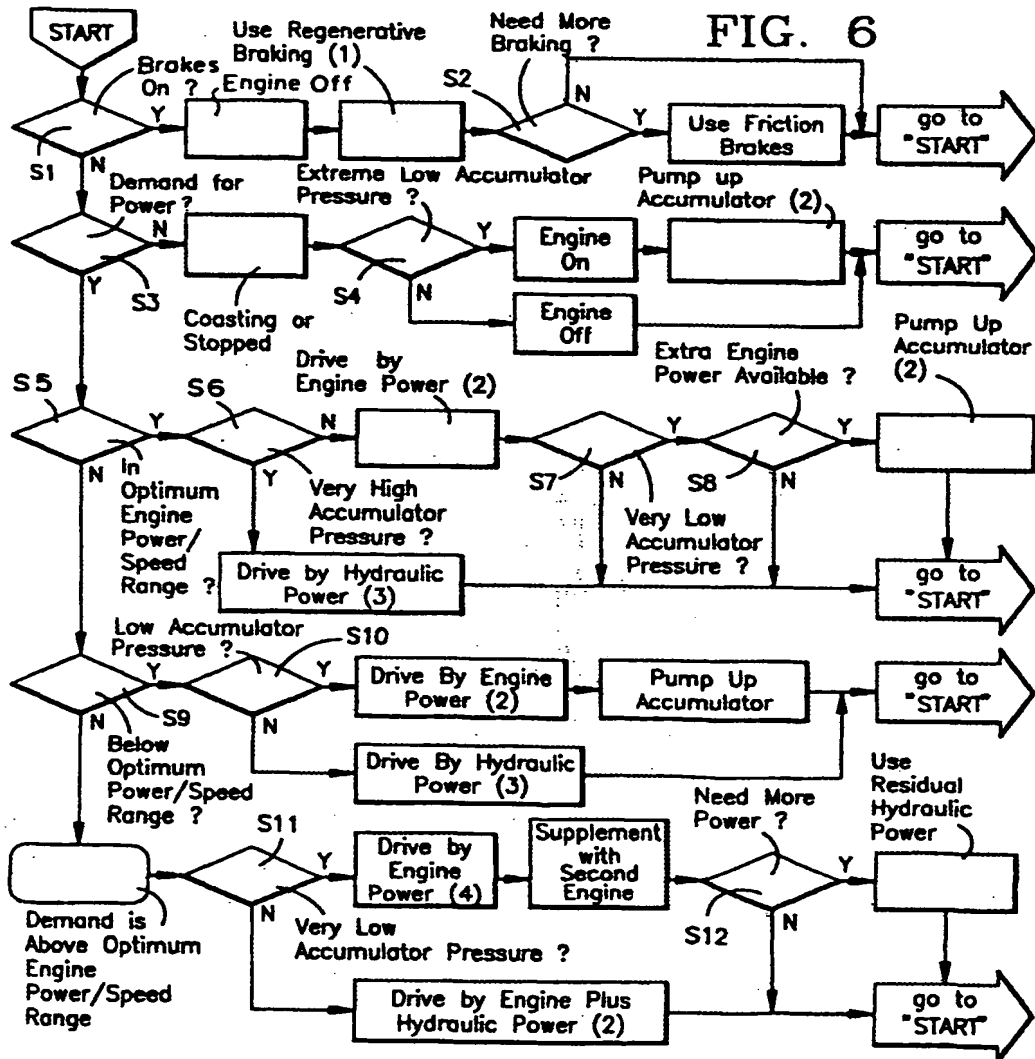 FIG. 6
START
Brakes
On ?
S1
Y
N
Engine Off
Use Regenerative
Braking (1)
Need More
Braking ?
S2
N
Y
Use Friction
Brakes
go to
"START"
Demand for
Power?
S3
N
Y
Coasting or
Stopped
Extreme Low Accumulator
Pressure ?
S4
Y
N
Engine
On
Pump up
Accumulator (2)
Engine
Off
go to
"START"
S5
Y
N
In
Optimum
Engine
Power/
Speed
Range ?
S6
N
Y
Very High
Accumulator
Pressure ?
Drive by
Engine Power (2)
Drive by Hydraulic
Power (3)
S7
Y
N
Very Low
Accumulator
Pressure ?
Extra Engine
Power Available ?
S8
Y
N
Pump Up
Accumulator
(2)
go to
"START"
S9
Y
N
Below
Optimum
Power/Speed
Range ?
Low Accumulator
Pressure ?
S10
Y
N
Drive By Engine
Power (2)
Pump Up
Accumulator
Drive By Hydraulic
Power (3)
go to
"START"
Demand is
Above Optimum
Engine
Power/Speed
Range
S11
Y
N
Very Low
Accumulator Pressure ?
Drive by
Engine
Power (4)
Supplement
with
Second
Engine
Need More
Power ?
S12
Y
N
Use
Residual
Hydraulic
Power
Drive by Engine Plus
Hydraulic Power (2)
go to
"START"